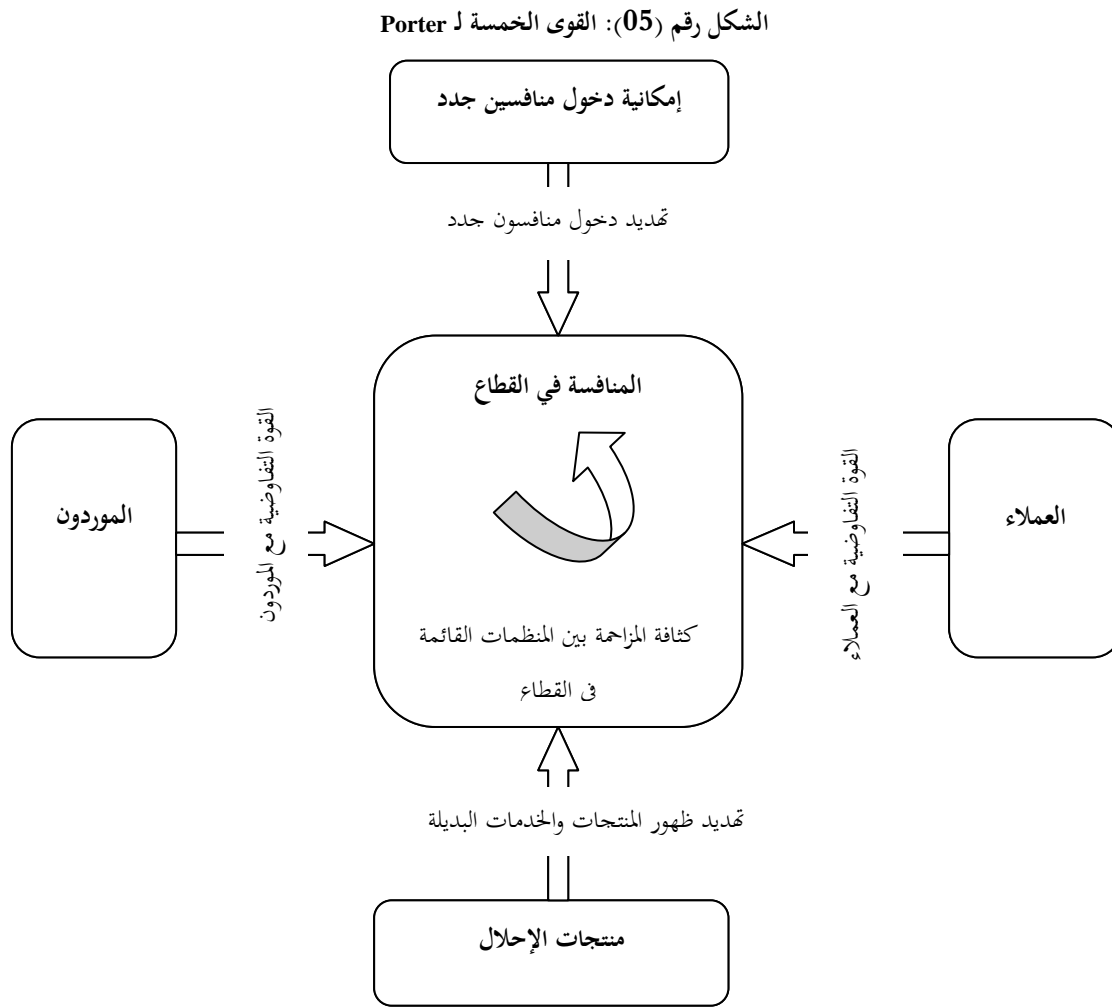 الشكل رقم (05): القوى الخمسة لـ Porter
إمكانية دخول منافسين جدد
تهديد دخول منافسون جدد
المنافسة في القطاع
العملاء
القوة التفاوضية مع العملاء
القوة التفاوضية مع الموردون
الموردون
كثافة المزاحمة بين المنظمات القائمة
في القطاع
تهديد ظهور المنتجات والخدمات البديلة
منتجات الإحلال